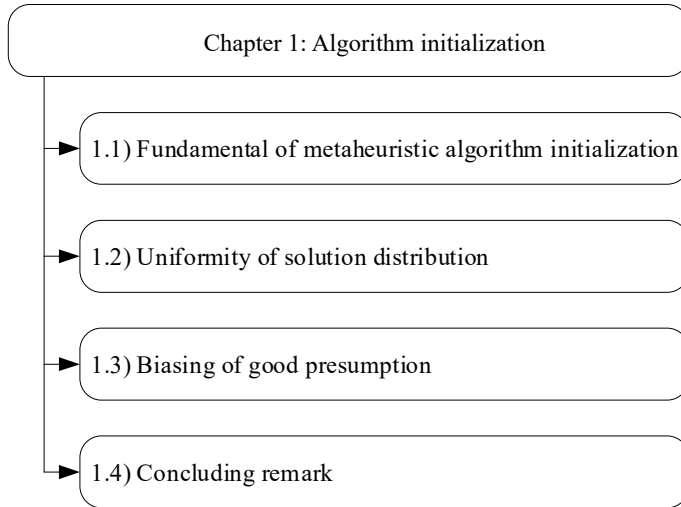 Chapter 1: Algorithm initialization
1.1) Fundamental of metaheuristic algorithm initialization
1.2) Uniformity of solution distribution
1.3) Biasing of good presumption
1.4) Concluding remark